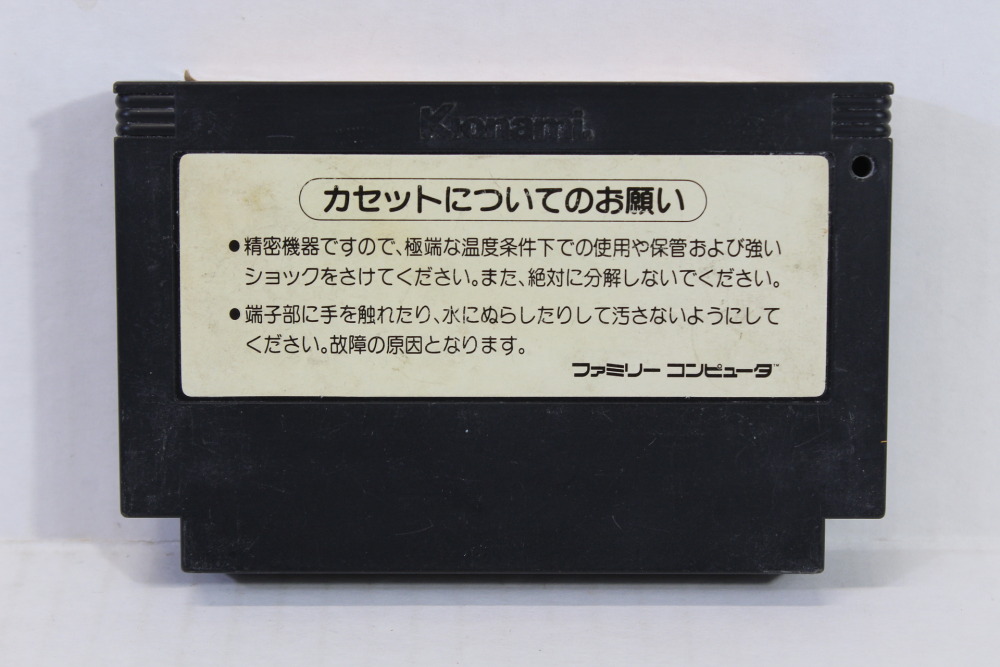 Konami
カセットについてのお願い
●精密機器ですので、極端な温度条件下での使用や保管および強い
ショックをさけてください。また、絶対に分解しないでください。
●端子部に手を触れたり、水にぬらしたりして汚さないようにして
ください。故障の原因となります。
ファミリー コンピュータ™